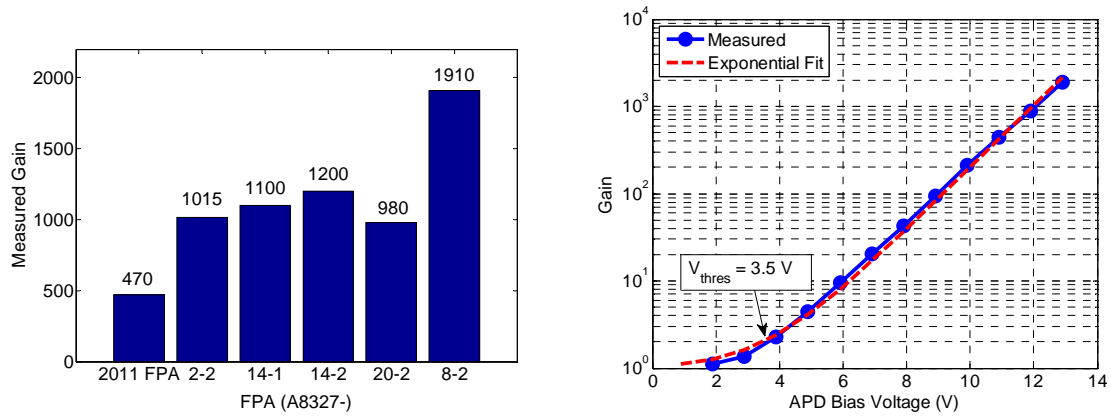 2000
1500
1000
500
0
Measured Gain
470
1015
1100
1200
980
1910
2011 FPA 2-2 14-1 14-2 20-2 8-2
FPA (A8327-)
10^4
10^3
10^2
10^1
10^0
Gain
Measured
Exponential Fit
V_thres = 3.5 V
0 2 4 6 8 10 12 14
APD Bias Voltage (V)